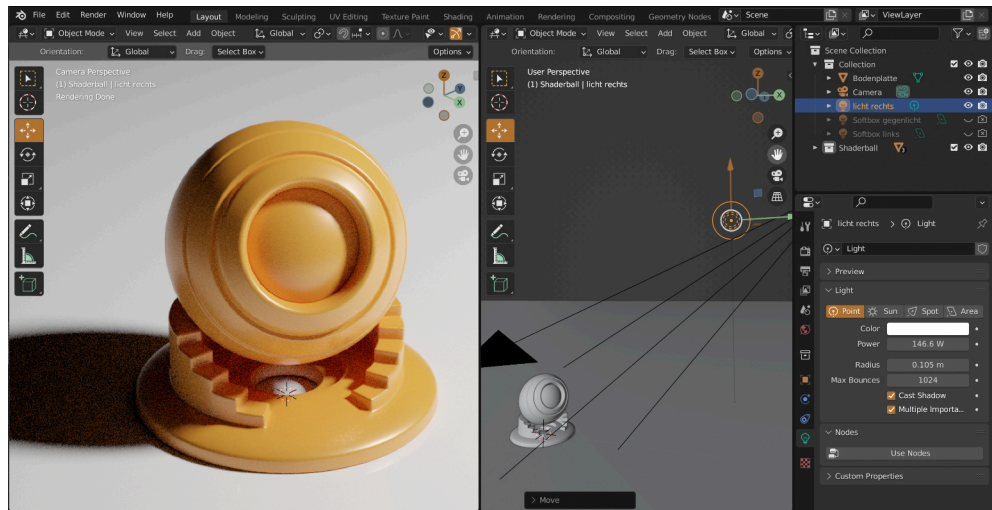 File Edit Render Window Help Layout Modeling Sculpting UV Editing Texture Paint Shading Animation Rendering Compositing Geometry Nodes Scene ViewLayer
Object Mode View Select Add Object Global
Orientation: Global Drag: Select Box Options
Camera Perspective
(1) Shaderball | licht rechts
Rendering Done
Z
Y
X
Object Mode View Select Add Object Global
Orientation: Global Drag: Select Box Options
User Perspective
(1) Shaderball | licht rechts
Z
X
> Move
Scene Collection
Collection
Bodenplatte
Camera
licht rechts
Softbox gegenlicht
Softbox links
Shaderball
licht rechts > Light
Light
> Preview
Light
Point Sun Spot Area
Color
Power 146.6 W
Radius 0.105 m
Max Bounces 1024
Cast Shadow
Multiple Importa..
Nodes
Use Nodes
> Custom Properties